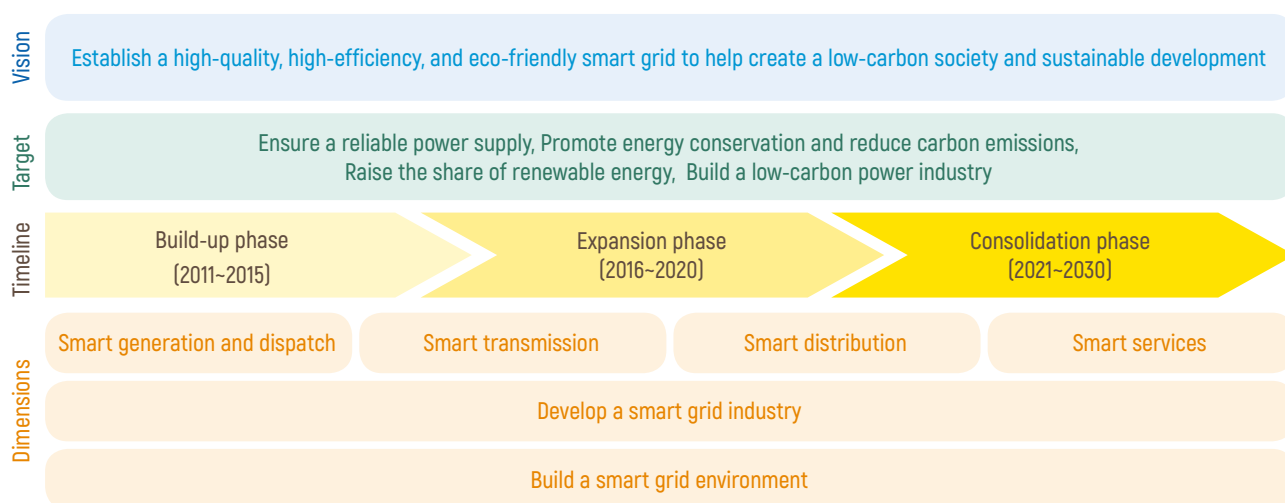 Vision
Establish a high-quality, high-efficiency, and eco-friendly smart grid to help create a low-carbon society and sustainable development
Target
Ensure a reliable power supply, Promote energy conservation and reduce carbon emissions,
Raise the share of renewable energy, Build a low-carbon power industry
Timeline
Build-up phase
(2011~2015)
Expansion phase
(2016~2020)
Consolidation phase
(2021~2030)
Dimensions
Smart generation and dispatch
Smart transmission
Smart distribution
Smart services
Develop a smart grid industry
Build a smart grid environment